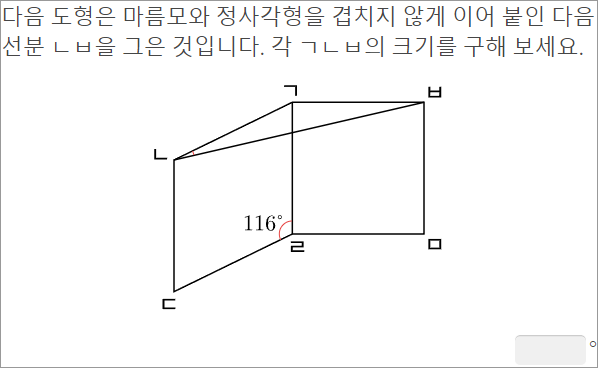 다음 도형은 마름모와 정사각형을 겹치지 않게 이어 붙인 다음
선분 ㄴㅂ을 그은 것입니다. 각 ㄱㄴㅂ의 크기를 구해 보세요.
ㄱ
ㅂ
ㄴ
116°
ㄹ
ㅁ
ㄷ
°